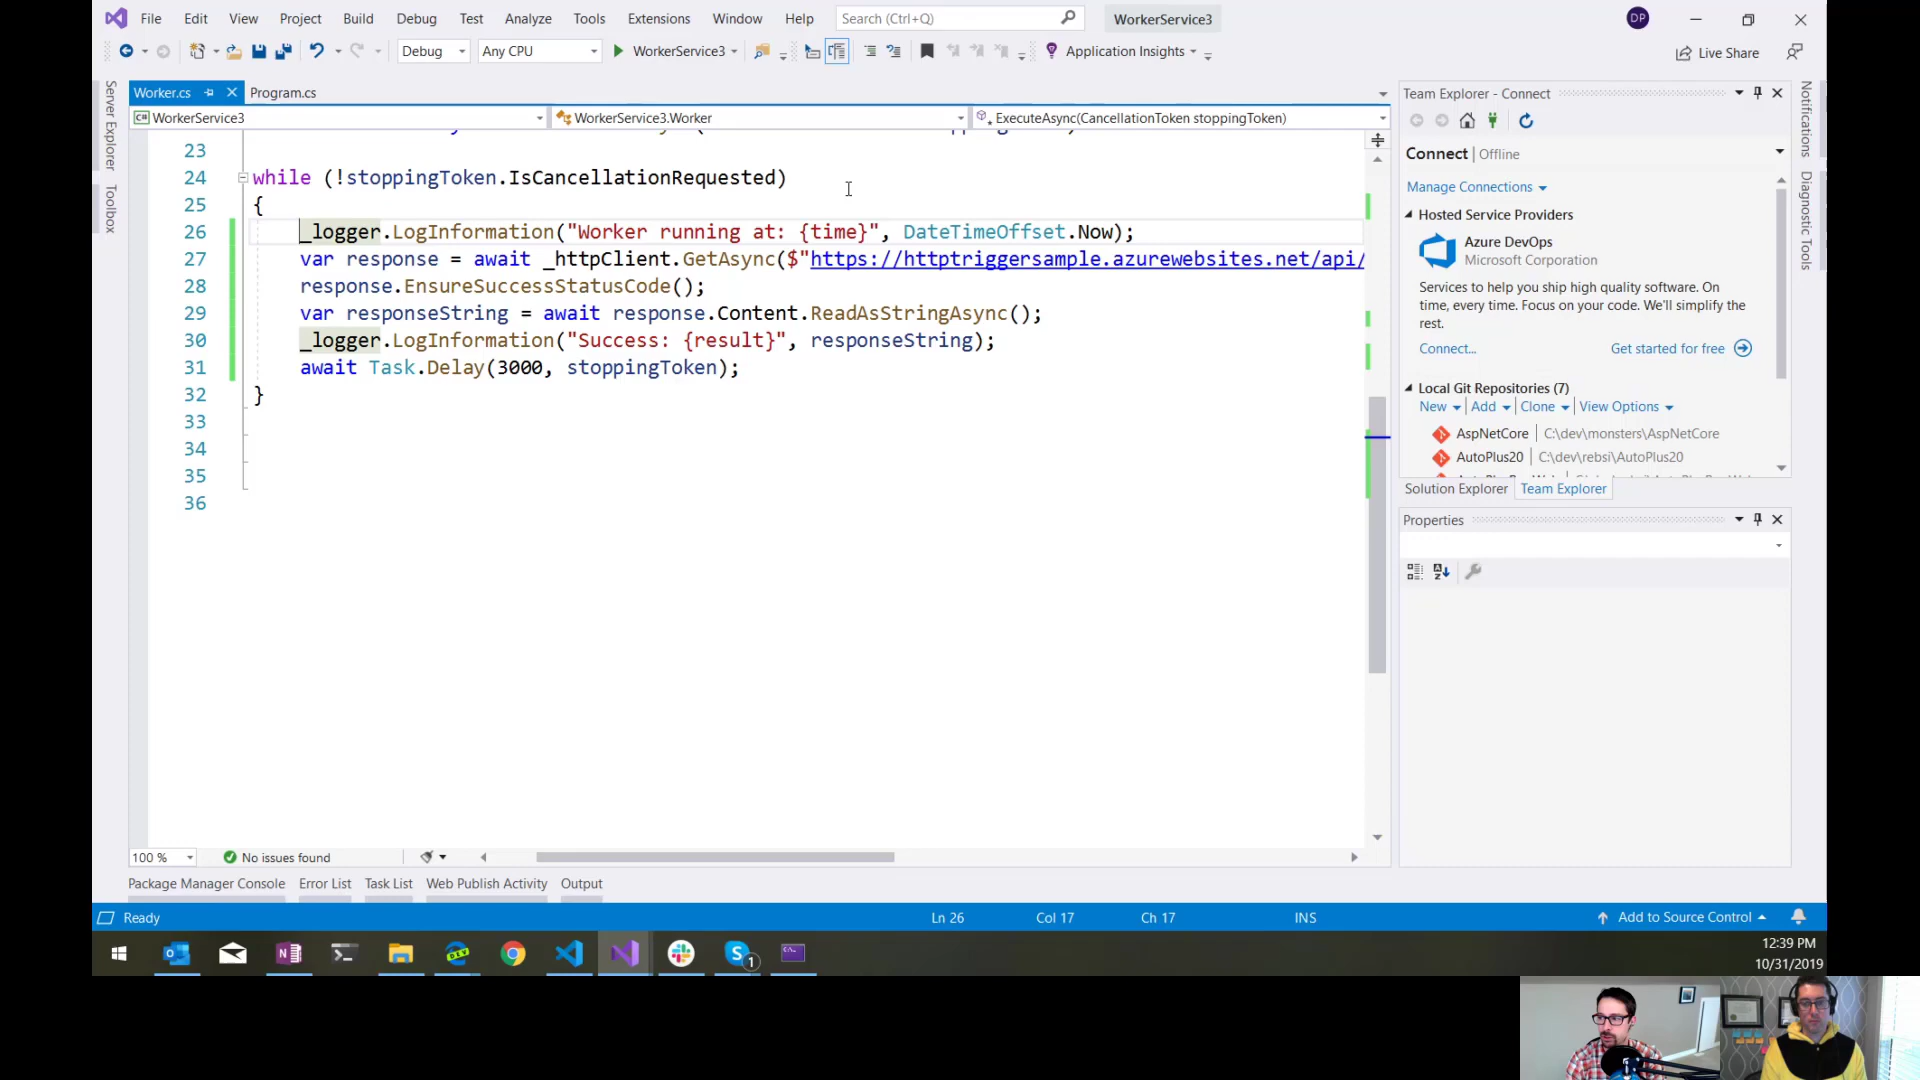 File Edit View Project Build Debug Test Analyze Tools Extensions Window Help Search (Ctrl+Q) WorkerService3 DP
Debug Any CPU WorkerService3 Application Insights Live Share
Server Explorer
Toolbox
Worker.cs Program.cs
WorkerService3 WorkerService3.Worker ExecuteAsync(CancellationToken stoppingToken)
23
24 while (!stoppingToken.IsCancellationRequested)
25 {
26 _logger.LogInformation("Worker running at: {time}", DateTimeOffset.Now);
27 var response = await _httpClient.GetAsync($"https://httptriggersample.azurewebsites.net/api/
28 response.EnsureSuccessStatusCode();
29 var responseString = await response.Content.ReadAsStringAsync();
30 _logger.LogInformation("Success: {result}", responseString);
31 await Task.Delay(3000, stoppingToken);
32 }
33
34
35
36
100 % No issues found
Package Manager Console Error List Task List Web Publish Activity Output
Team Explorer - Connect
Connect | Offline
Manage Connections
Hosted Service Providers
Azure DevOps
Microsoft Corporation
Services to help you ship high quality software. On
time, every time. Focus on your code. We'll simplify the
rest.
Connect... Get started for free
Local Git Repositories (7)
New Add Clone View Options
AspNetCore C:\dev\monsters\AspNetCore
AutoPlus20 C:\dev\rebsi\AutoPlus20
Solution Explorer Team Explorer
Properties
Notifications
Diagnostic Tools
Ready Ln 26 Col 17 Ch 17 INS Add to Source Control
12:39 PM
10/31/2019